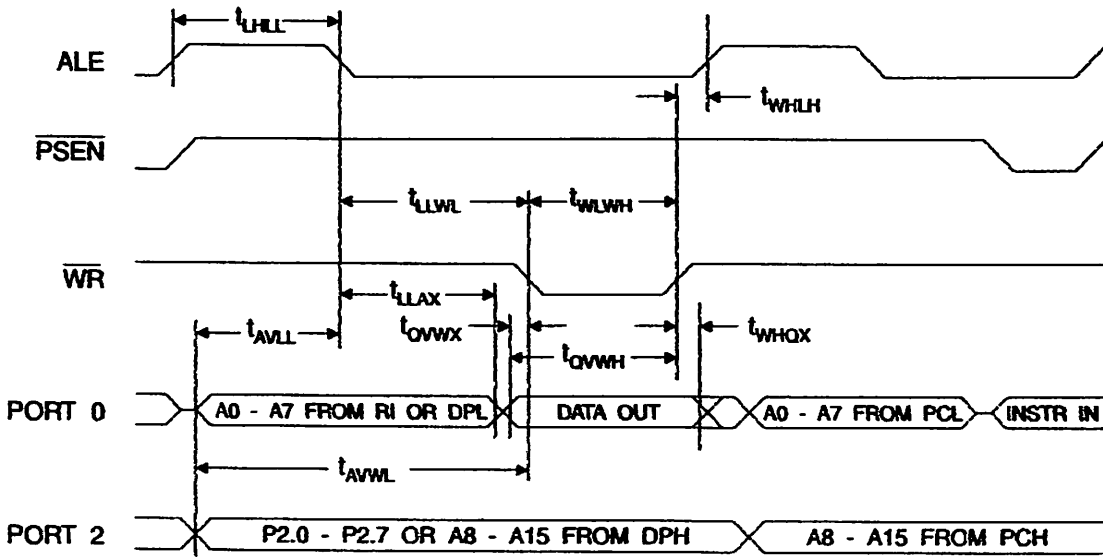 tLHLL
ALE
tWHLH
PSEN
tLLWL
tWLWH
WR
tLLAX
tAVLL
tQVWX
tWHQX
tQVWH
PORT 0
A0 - A7 FROM RI OR DPL
DATA OUT
A0 - A7 FROM PCL
INSTR IN
tAVWL
PORT 2
P2.0 - P2.7 OR A8 - A15 FROM DPH
A8 - A15 FROM PCH